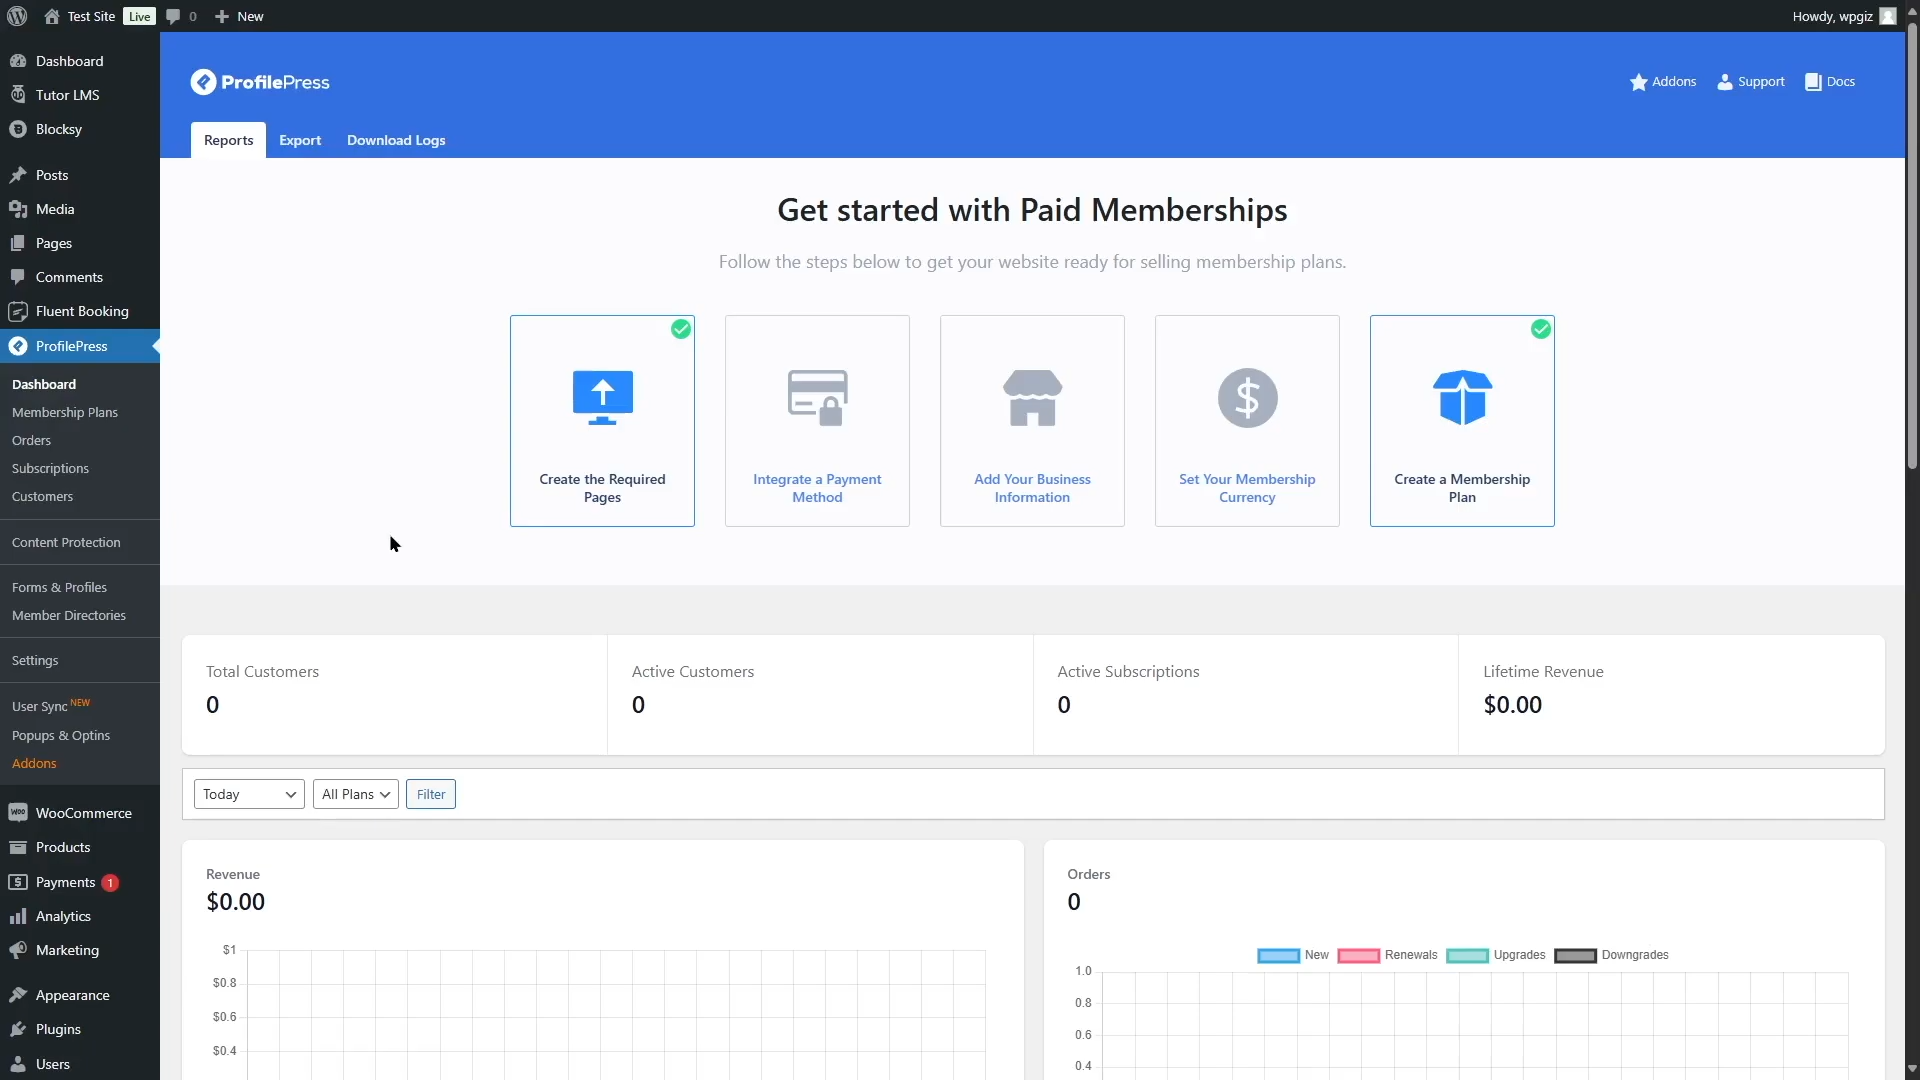 Test Site Live 0 New
Howdy, wpgiz
Dashboard
Tutor LMS
Blocksy
Posts
Media
Pages
Comments
Fluent Booking
ProfilePress
Dashboard
Membership Plans
Orders
Subscriptions
Customers
Content Protection
Forms & Profiles
Member Directories
Settings
User Sync NEW
Popups & Optins
Addons
WooCommerce
Products
Payments 1
Analytics
Marketing
Appearance
Plugins
Users
ProfilePress
Addons Support Docs
Reports Export Download Logs
Get started with Paid Memberships
Follow the steps below to get your website ready for selling membership plans.
Create the Required
Pages
Integrate a Payment
Method
Add Your Business
Information
Set Your Membership
Currency
Create a Membership
Plan
Total Customers
0
Active Customers
0
Active Subscriptions
0
Lifetime Revenue
$0.00
Today All Plans Filter
Revenue
$0.00
$1
$0.8
$0.6
$0.4
Orders
0
New Renewals Upgrades Downgrades
1.0
0.8
0.6
0.4